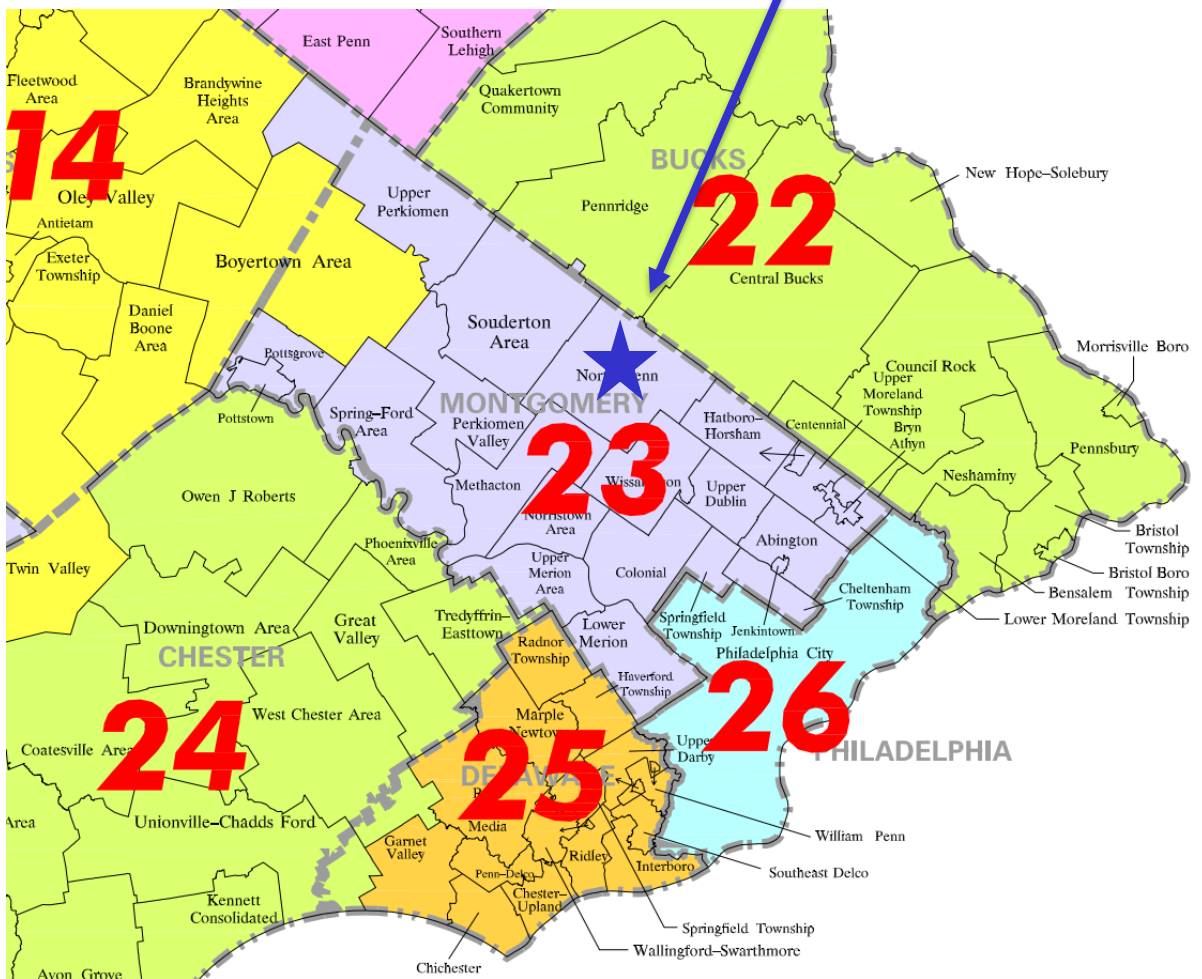 East Penn
Southern
Lehigh
Fleetwood
Area
Brandywine
Heights
Area
Quakertown
Community
14
BUCKS
22
New Hope–Solebury
Oley Valley
Upper
Perkiomen
Pennridge
Antietam
Exeter
Township
Boyertown Area
Central Bucks
Daniel
Boone
Area
Souderton
Area
Morrisville Boro
Pottsgrove
Council Rock
Upper
Moreland
Township
Bryn
Athyn
MONTGOMERY
Pottstown
Spring–Ford
Area
Perkiomen
Valley
Hatboro–
Horsham
Centennial
Pennsbury
23
Methacton
Upper
Dublin
Neshaminy
Owen J Roberts
Norristown
Area
Bristol
Township
Phoenixville
Area
Abington
Upper
Merion
Area
Colonial
Bristol Boro
Twin Valley
Cheltenham
Township
Bensalem Township
Great
Valley
Tredyffrin–
Easttown
Springfield
Township
Jenkintown
Lower Moreland Township
Downingtown Area
Lower
Merion
CHESTER
Radnor
Township
Philadelphia City
26
Haverford
Township
West Chester Area
Marple
24
Coatesville Area
25
Upper
Darby
PHILADELPHIA
DELAWARE
Area
Unionville–Chadds Ford
Media
William Penn
Garnet
Valley
Ridley
Interboro
Southeast Delco
Penn–Delco
Chester–
Upland
Kennett
Consolidated
Springfield Township
Wallingford–Swarthmore
Chichester
Avon Grove